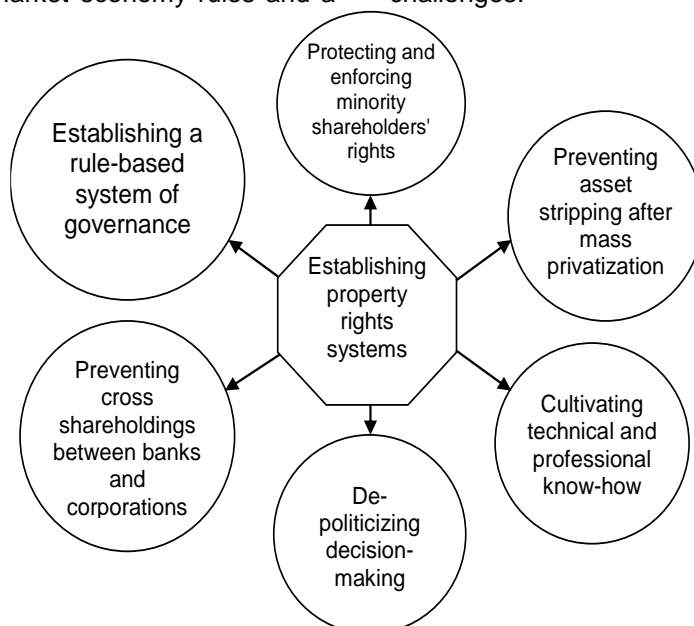 market economy rules and a challenges.
Protecting and
enforcing
minority
shareholders'
rights
Establishing a
rule-based
system of
governance
Preventing
asset
stripping after
mass
privatization
Establishing
property
rights
systems
Preventing
cross
shareholdings
between banks
and
corporations
Cultivating
technical and
professional
know-how
De-
politicizing
decision-
making